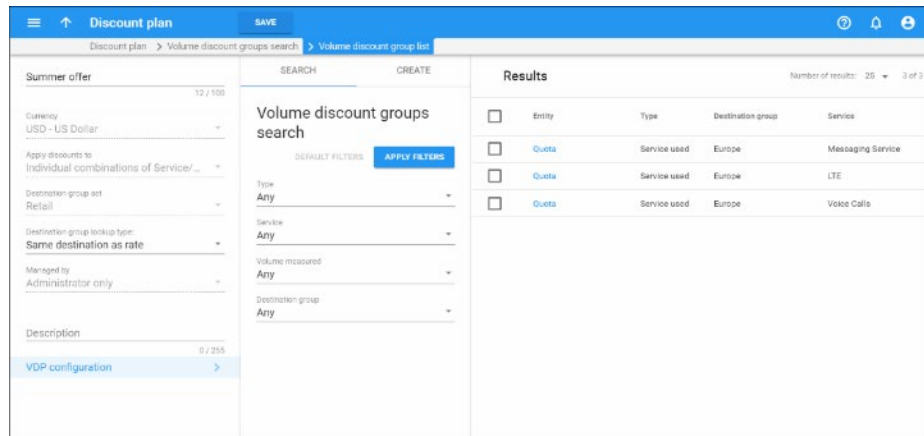 Discount plan
SAVE
Discount plan > Volume discount groups search > Volume discount group list
Summer offer
12 / 100
Currency
USD - US Dollar
Apply discounts to
Individual combinations of Service/...
Destination group set
Retail
Destination group lookup type:
Same destination as rate
Managed by
Administrator only
Description
0 / 255
VDP configuration >
SEARCH CREATE
Volume discount groups
search
DEFAULT FILTERS APPLY FILTERS
Type
Any
Service
Any
Volume measured
Any
Destination group
Any
Results Number of results: 25 3 of 3
Entity Type Destination group Service
Quota Service used Europe Messaging Service
Quota Service used Europe LTE
Quota Service used Europe Voice Calls